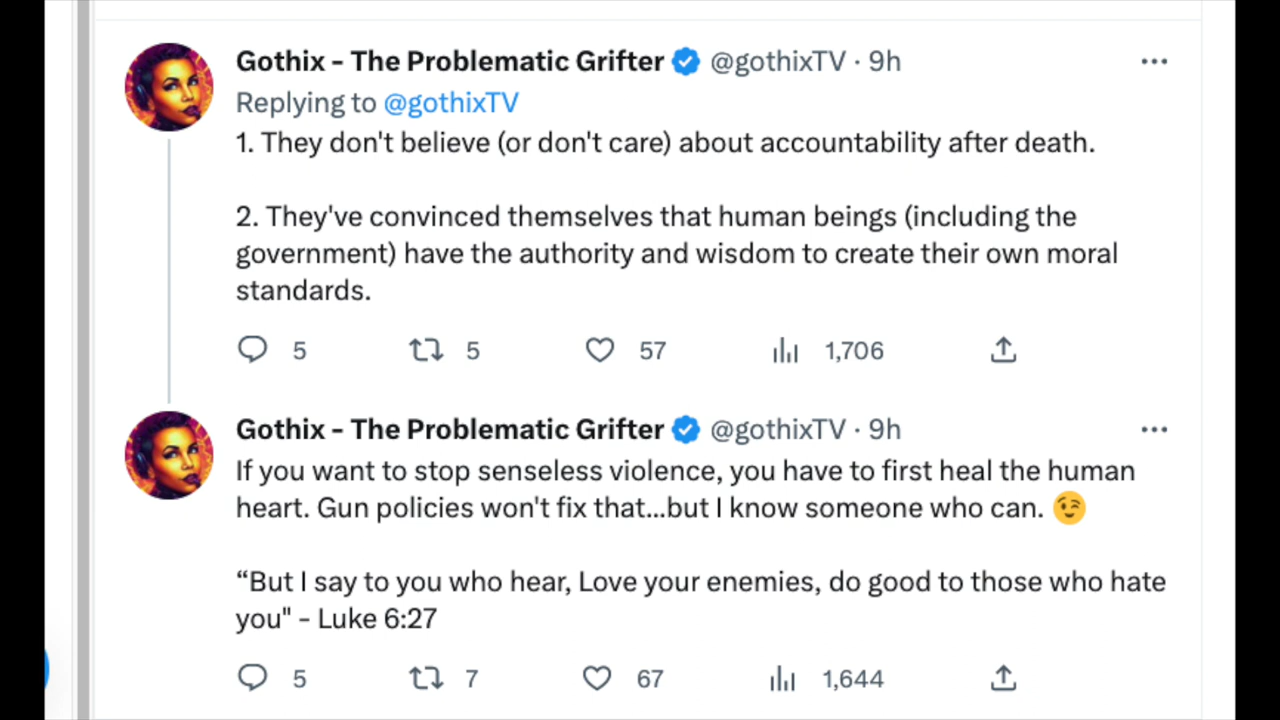 Gothix - The Problematic Grifter @gothixTV · 9h
Replying to @gothixTV
1. They don't believe (or don't care) about accountability after death.
2. They've convinced themselves that human beings (including the
government) have the authority and wisdom to create their own moral
standards.
5 5 57 1,706
Gothix - The Problematic Grifter @gothixTV · 9h
If you want to stop senseless violence, you have to first heal the human
heart. Gun policies won't fix that...but I know someone who can. 😉
“But I say to you who hear, Love your enemies, do good to those who hate
you" - Luke 6:27
5 7 67 1,644